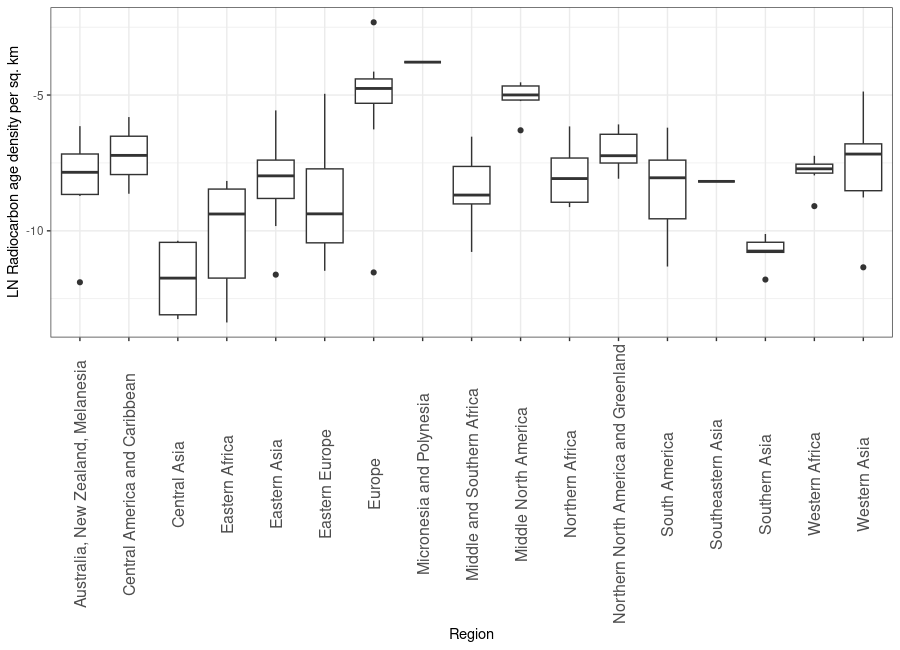 LN Radiocarbon age density per sq. km
-5
-10
Australia, New Zealand, Melanesia
Central America and Caribbean
Central Asia
Eastern Africa
Eastern Asia
Eastern Europe
Europe
Micronesia and Polynesia
Middle and Southern Africa
Middle North America
Northern Africa
Northern North America and Greenland
South America
Southeastern Asia
Southern Asia
Western Africa
Western Asia
Region